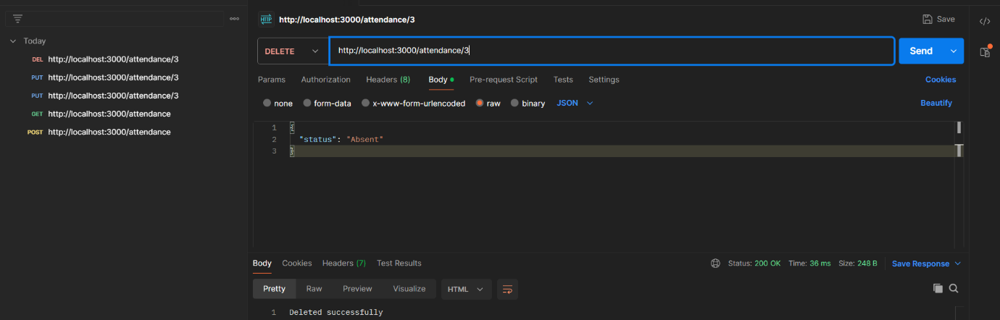 Today
DEL http://localhost:3000/attendance/3
PUT http://localhost:3000/attendance/3
PUT http://localhost:3000/attendance/3
GET http://localhost:3000/attendance
POST http://localhost:3000/attendance
HTTP http://localhost:3000/attendance/3 Save
DELETE http://localhost:3000/attendance/3 Send
Params Authorization Headers (8) Body Pre-request Script Tests Settings Cookies
none form-data x-www-form-urlencoded raw binary JSON Beautify
1 {
2 "status": "Absent"
3 }
Body Cookies Headers (7) Test Results Status: 200 OK Time: 36 ms Size: 248 B Save Response
Pretty Raw Preview Visualize HTML
1 Deleted successfully